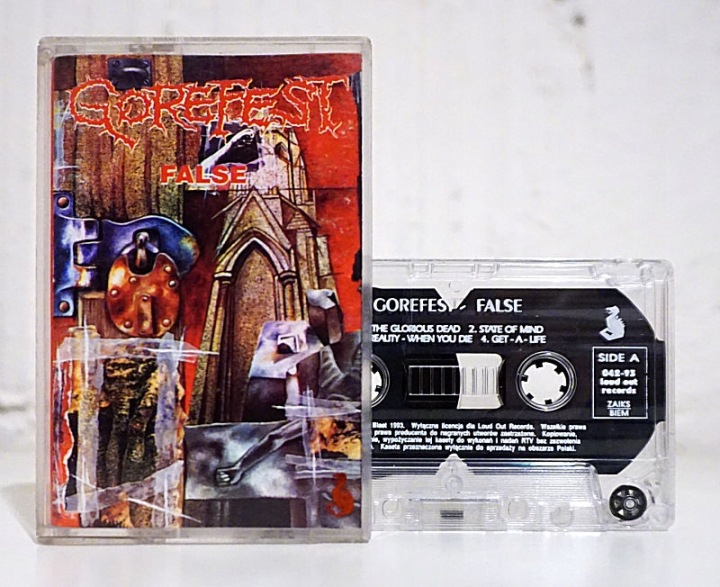 GOREFEST
FALSE
GOREFEST - FALSE
THE GLORIOUS DEAD 2. STATE OF MIND
REALITY - WHEN YOU DIE 4. GET - A - LIFE
SIDE A
042-93
loud out
records
ZAIKS
BIEM
Blast 1993. Wyłączna licencja dla Loud Out Records. Wszelkie prawa
prawa producenta do nagranych utworów zastrzeżone. Kopiowanie,
wypożyczanie tej kasety do wykonań i nadań RTV bez zezwolenia
Kaseta przeznaczona wyłącznie do sprzedaży na obszarze Polski.